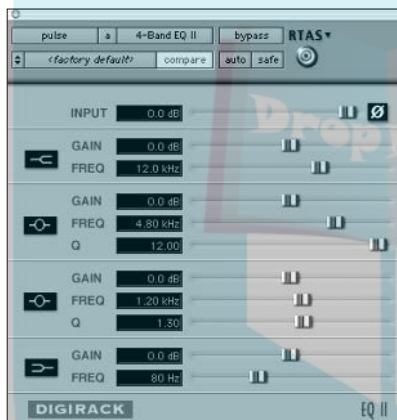 pulse a 4-Band EQ II bypass RTAS
<factory default> compare auto safe
INPUT 0.0 dB Ø
GAIN 0.0 dB
FREQ 12.0 kHz
GAIN 0.0 dB
FREQ 4.80 kHz
Q 12.00
GAIN 0.0 dB
FREQ 1.20 kHz
Q 1.30
GAIN 0.0 dB
FREQ 80 Hz
DIGIRACK EQ II
Drop